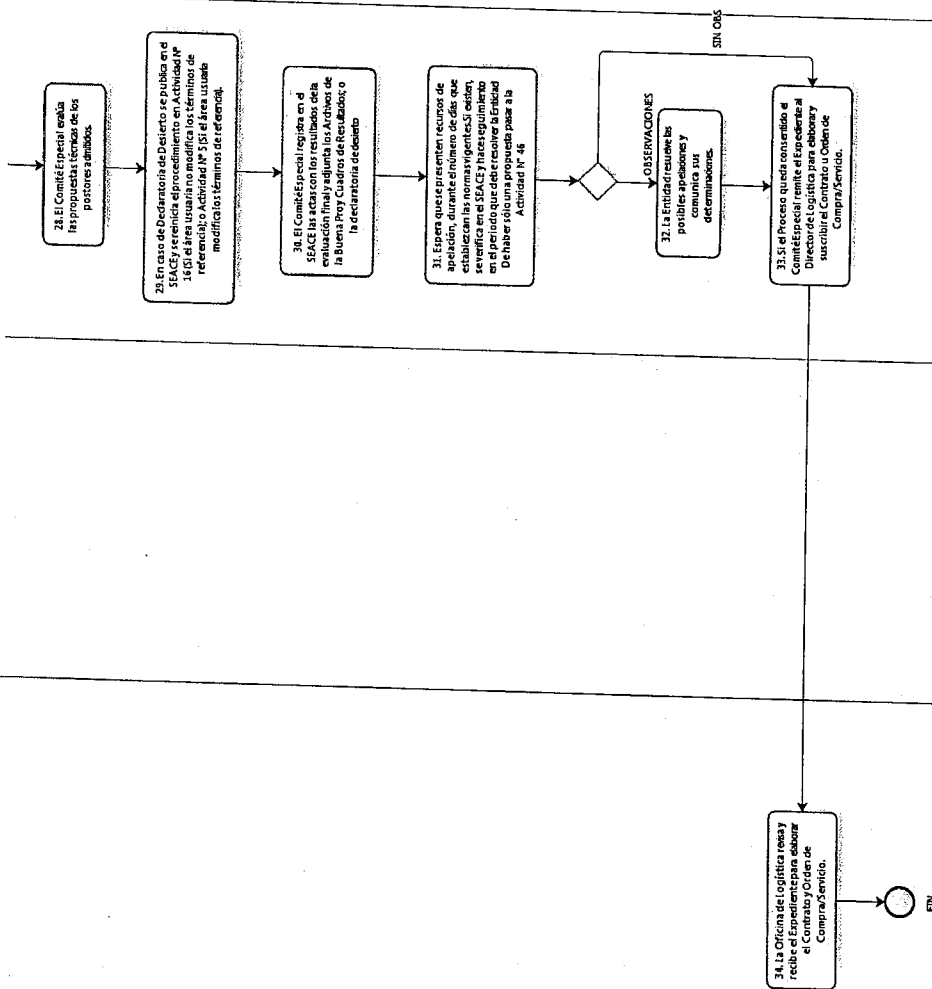 28. El Comité Especial evalúa
las propuestas técnicas de los
postores admitidos.
29. En caso de Declaratoria de Desierto se publica en el
SEACE y se reinicia el procedimiento en Actividad Nº
16 (Si el área usuaria no modifica los términos de
referencia); o Actividad Nº 5 (Si el área usuaria
modifica los términos de referencia).
30. El Comité Especial registra en el
SEACE las actas con los resultados de la
evaluación final y adjunta los Archivos de
la Buena Pro y Cuadros de Resultados; o
la declaratoria de desierto
31. Espera que se presenten recursos de
apelación, durante el número de días que
establezcan las normas vigentes. Si existen,
se verifica en el SEACE y hace seguimiento
en el periodo que debe resolver la Entidad
De haber sólo una propuesta pasar a la
Actividad N° 46
OBSERVACIONES
SIN OBS
32. La Entidad resuelve las
posibles apelaciones y
comunica sus
determinaciones.
33. Si el Proceso queda consentido el
Comité Especial remite el Expediente al
Director de Logística para elaborar y
suscribir el Contrato u Orden de
Compra/Servicio.
34. La Oficina de Logística revisa y
recibe el Expediente para elaborar
el Contrato y Orden de
Compra/Servicio.
FIN